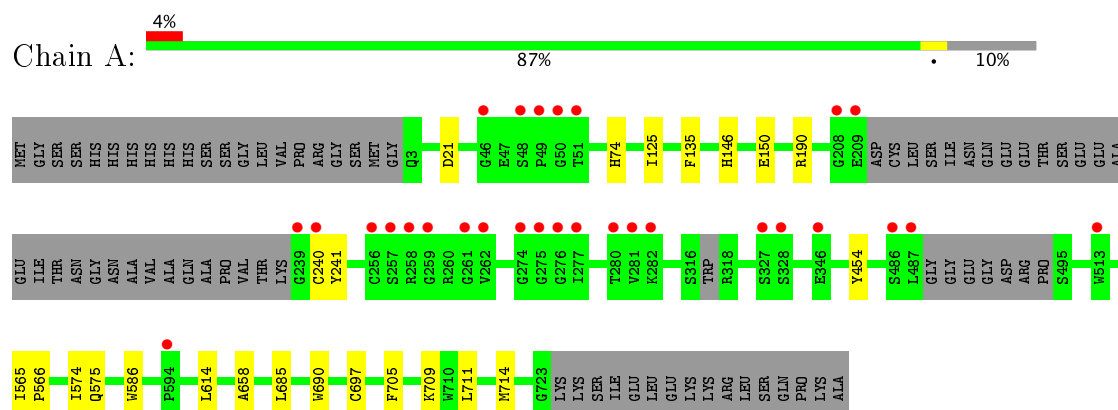 4%
Chain A:
87%
•
10%
MET GLY SER SER HIS HIS HIS HIS HIS HIS SER SER GLY LEU VAL PRO ARG GLY SER MET GLY Q3 D21 G46 E47 S48 P49 G50 T51 H74 I125 F135 H146 E150 R190 G208 E209 ASP CYS LEU SER ILE ASN GLN GLU GLU THR SER GLU GLU ALA
GLU ILE THR ASN GLY ASN ALA VAL ALA GLN ALA PRO VAL THR LYS G239 C240 Y241 C256 S257 R258 G259 R260 G261 V262 G274 G275 G276 I277 T280 V281 K282 S316 TRP R318 S327 S328 E346 Y454 S486 L487 GLY GLY GLU GLY ASP ARG PRO S495 W513
I565 P566 I574 Q575 W586 P594 L614 A658 L685 W690 C697 F705 K709 W710 L711 M714 G723 LYS LYS SER ILE GLU LEU GLU LYS LYS ARG LEU SER GLN PRO LYS ALA